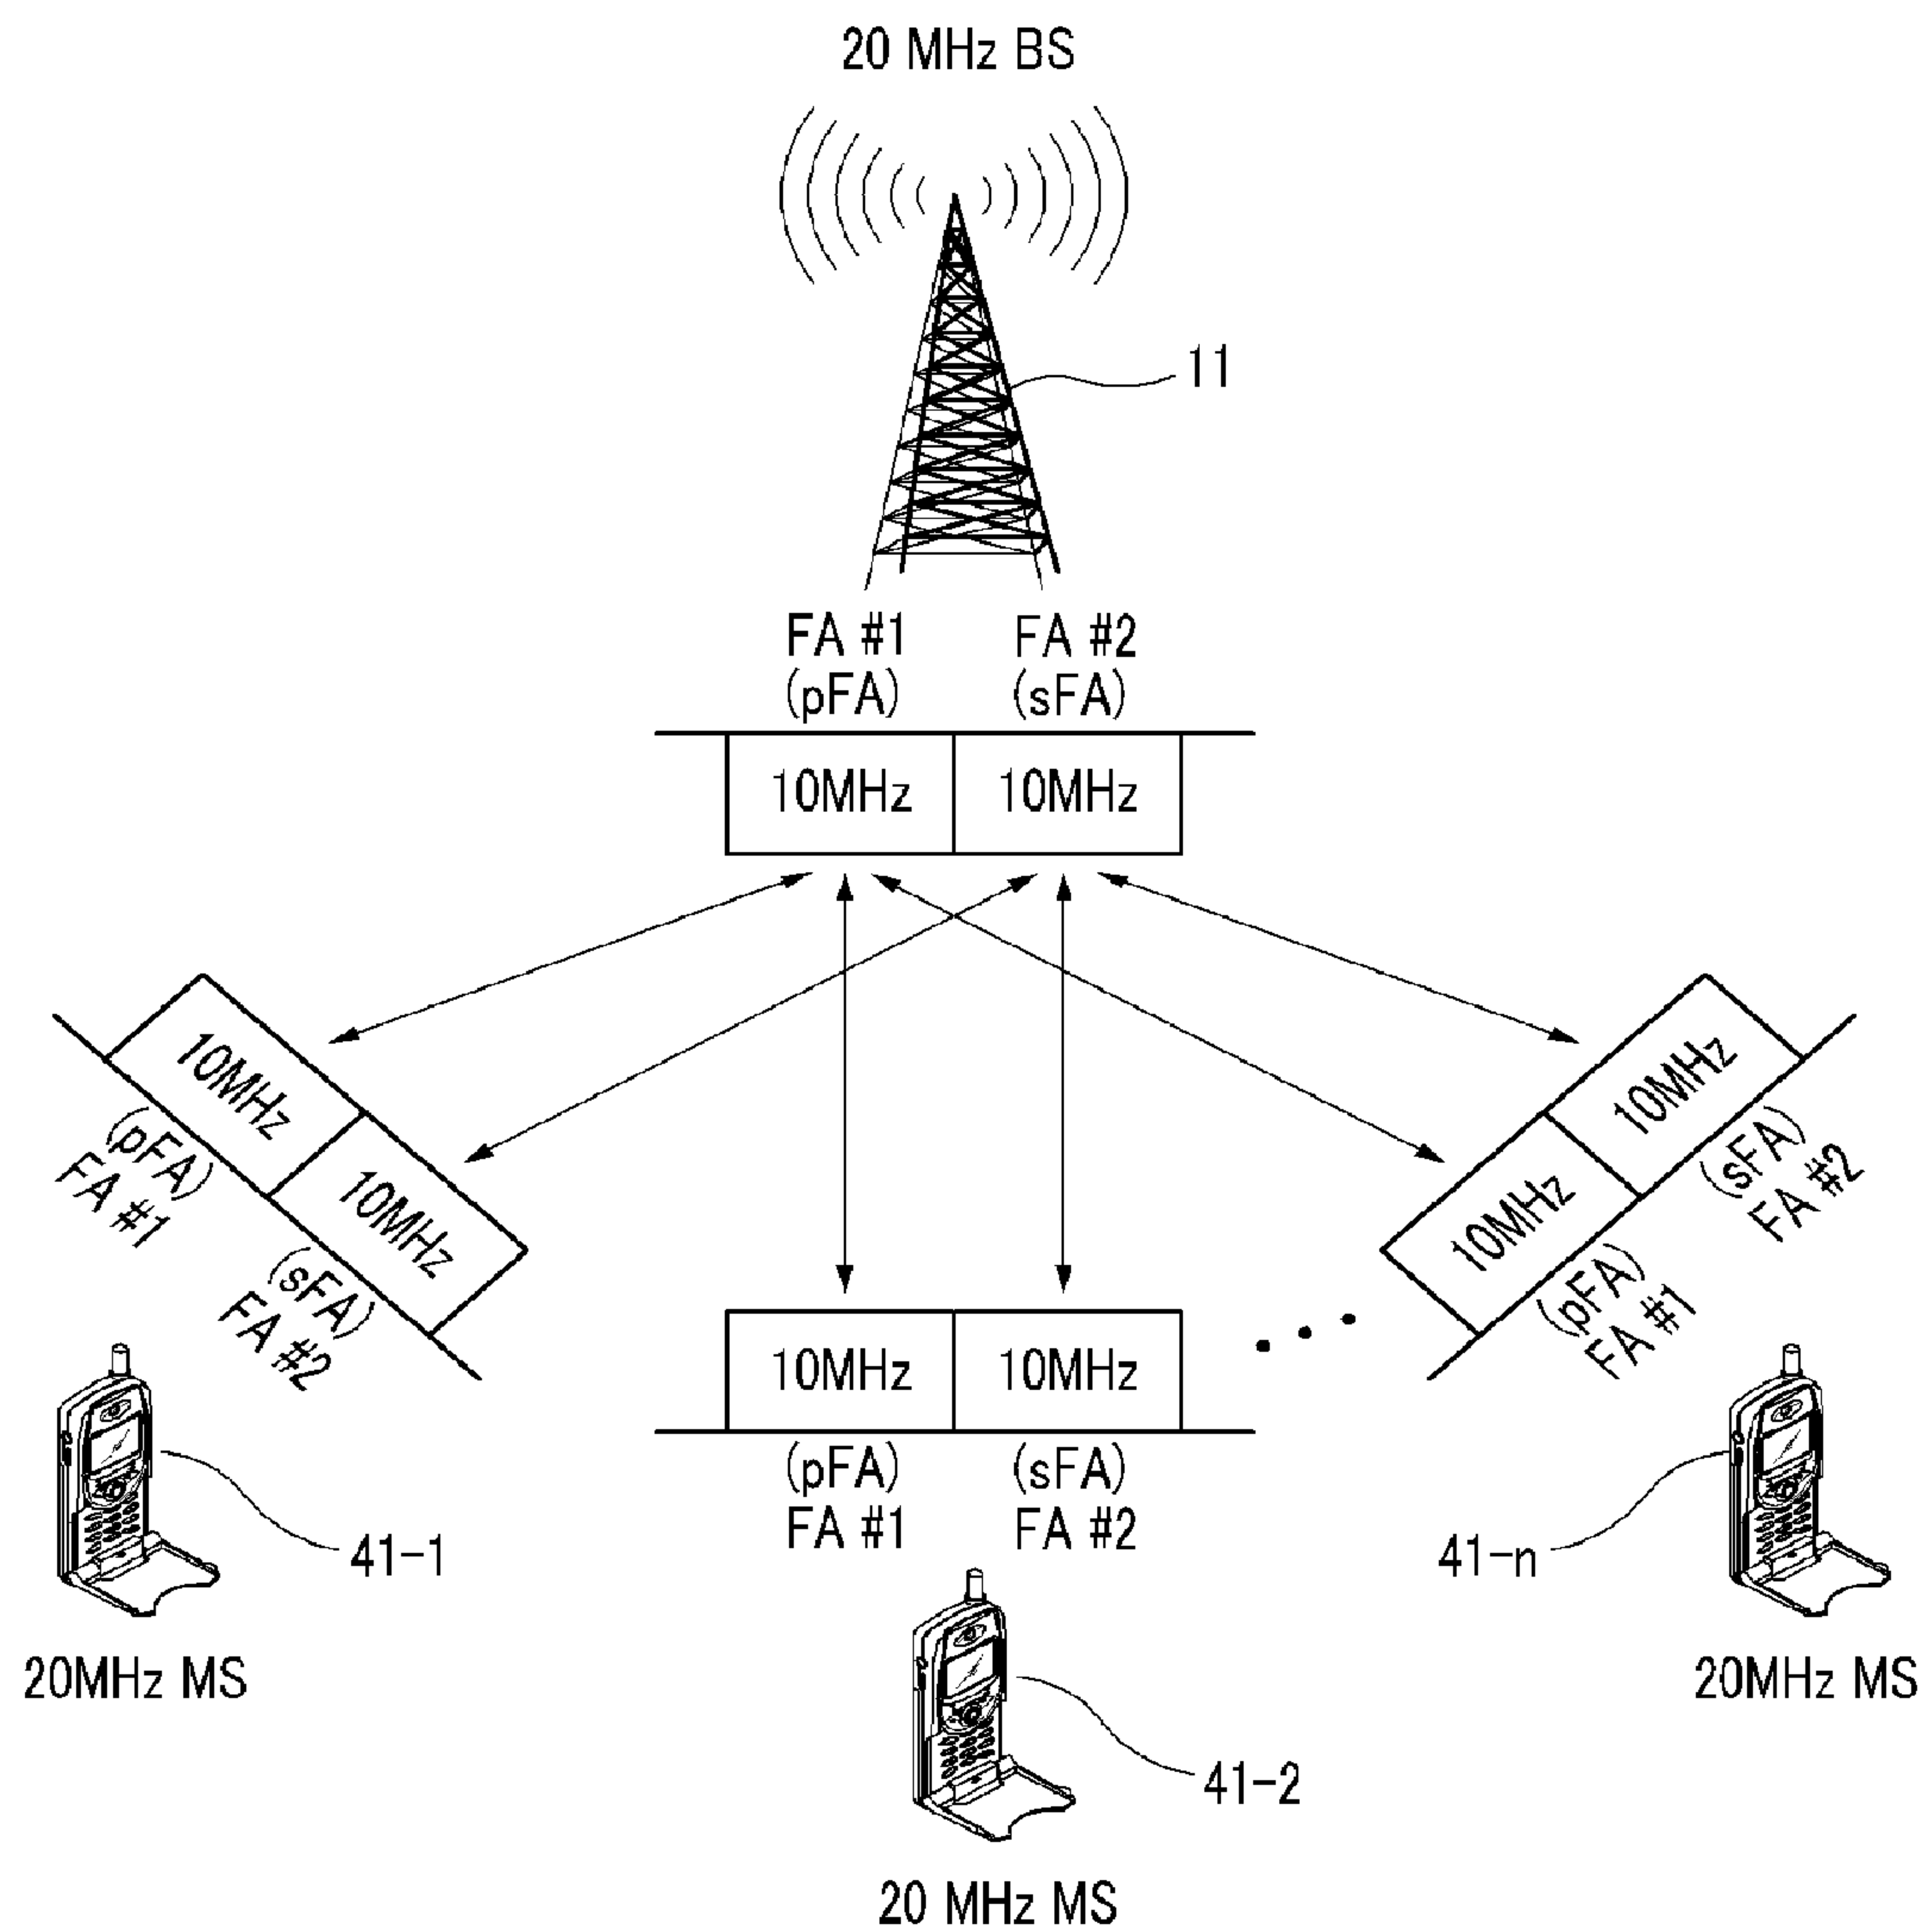 20 MHz BS
11
FA #1 FA #2
(pFA) (sFA)
10MHz 10MHz
10MHz
(pFA)
FA #1
10MHz
(sFA)
FA #2
10MHz
(sFA)
FA #2
10MHz
(pFA)
FA #1
10MHz 10MHz
(pFA) (sFA)
FA #1 FA #2
41-1
41-n
20MHz MS
20MHz MS
41-2
20 MHz MS